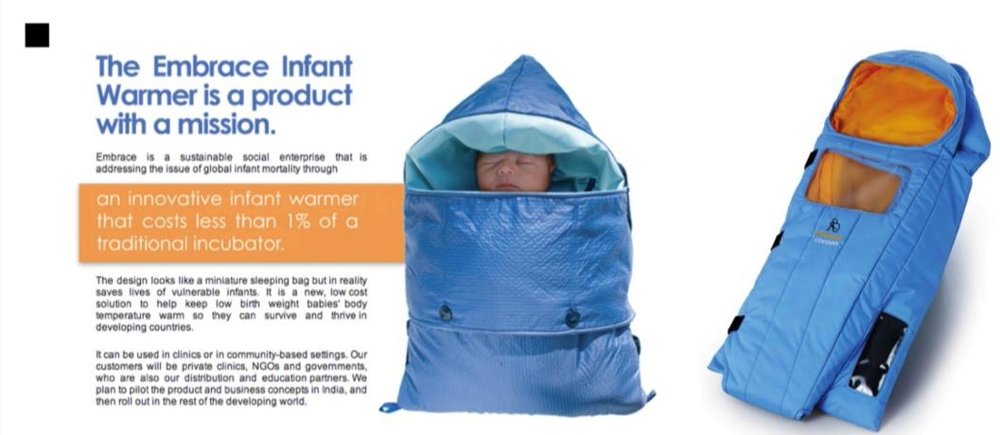 The Embrace Infant
Warmer is a product
with a mission.
Embrace is a sustainable social enterprise that is
addressing the issue of global infant mortality through
an innovative infant warmer
that costs less than 1% of a
traditional incubator.
The design looks like a miniature sleeping bag but in reality
saves lives of vulnerable infants. It is a new, low cost
solution to help keep low birth weight babies' body
temperature warm so they can survive and thrive in
developing countries.
It can be used in clinics or in community-based settings. Our
customers will be private clinics, NGOs and governments,
who are also our distribution and education partners. We
plan to pilot the product and business concepts in India, and
then roll out in the rest of the developing world.